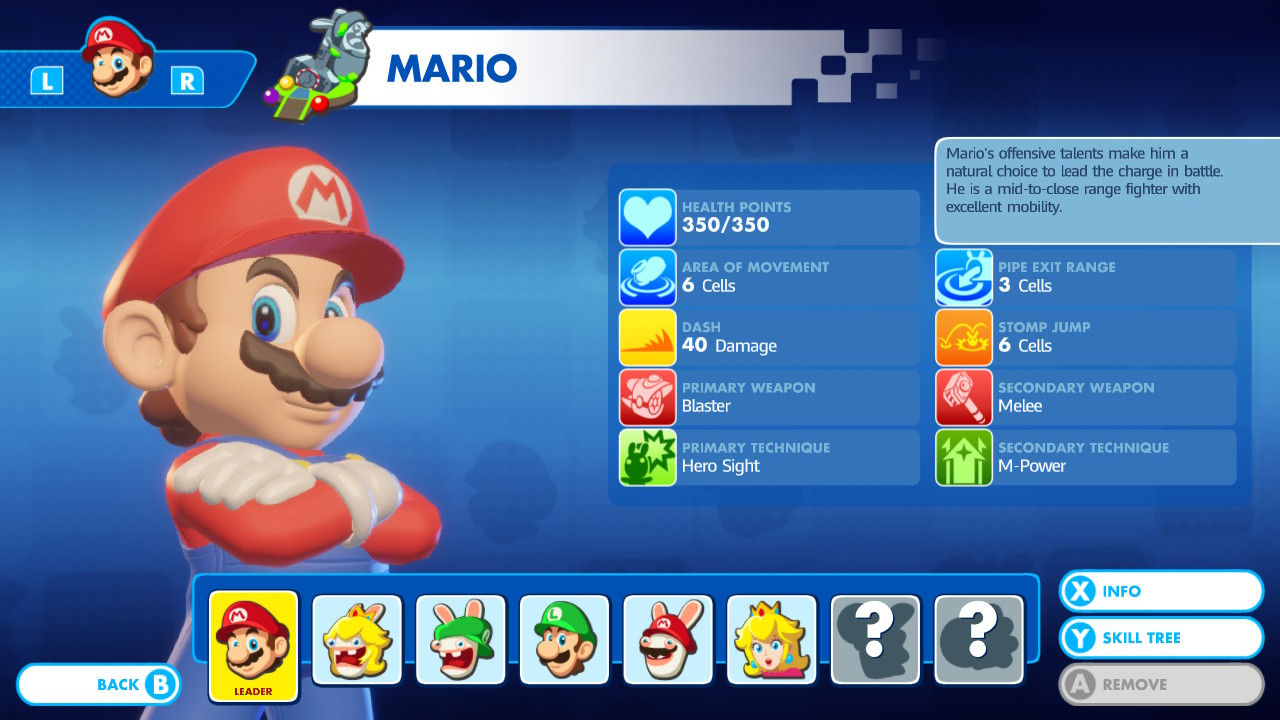 L
R
MARIO
Mario's offensive talents make him a
natural choice to lead the charge in battle.
He is a mid-to-close range fighter with
excellent mobility.
HEALTH POINTS
350/350
AREA OF MOVEMENT
6 Cells
PIPE EXIT RANGE
3 Cells
DASH
40 Damage
STOMP JUMP
6 Cells
PRIMARY WEAPON
Blaster
SECONDARY WEAPON
Melee
PRIMARY TECHNIQUE
Hero Sight
SECONDARY TECHNIQUE
M-Power
M
M
L
M
?
?
LEADER
X INFO
Y SKILL TREE
A REMOVE
BACK B